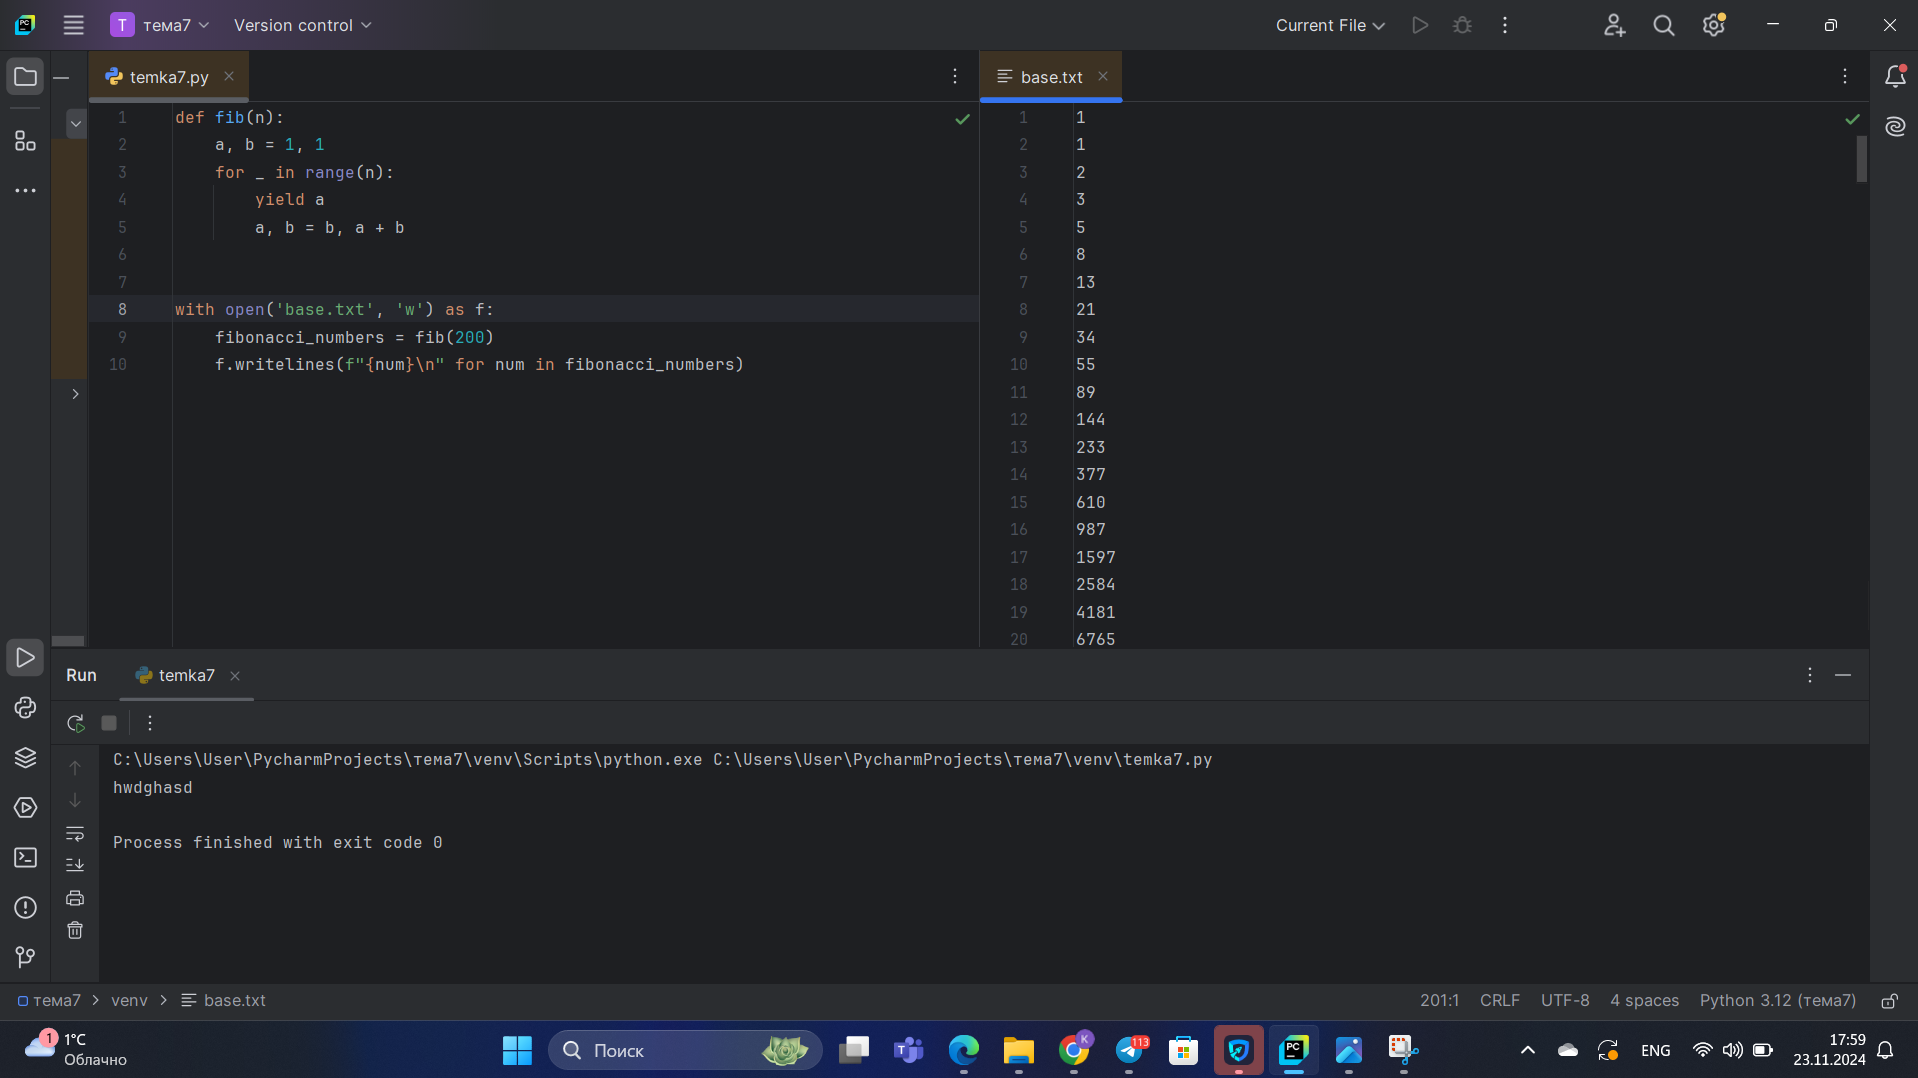 T тема7 Version control Current File
temka7.py
base.txt
1 def fib(n):
2 a, b = 1, 1
3 for _ in range(n):
4 yield a
5 a, b = b, a + b
6
7
8 with open('base.txt', 'w') as f:
9 fibonacci_numbers = fib(200)
10 f.writelines(f"{num}\n" for num in fibonacci_numbers)
1 1
2 1
3 2
4 3
5 5
6 8
7 13
8 21
9 34
10 55
11 89
12 144
13 233
14 377
15 610
16 987
17 1597
18 2584
19 4181
20 6765
Run temka7
C:\Users\User\PycharmProjects\тема7\venv\Scripts\python.exe C:\Users\User\PycharmProjects\тема7\venv\temka7.py
hwdghasd
Process finished with exit code 0
тема7 > venv > base.txt 201:1 CRLF UTF-8 4 spaces Python 3.12 (тема7)
1 1°C
Облачно
Поиск
PC
K
113
ENG
17:59
23.11.2024